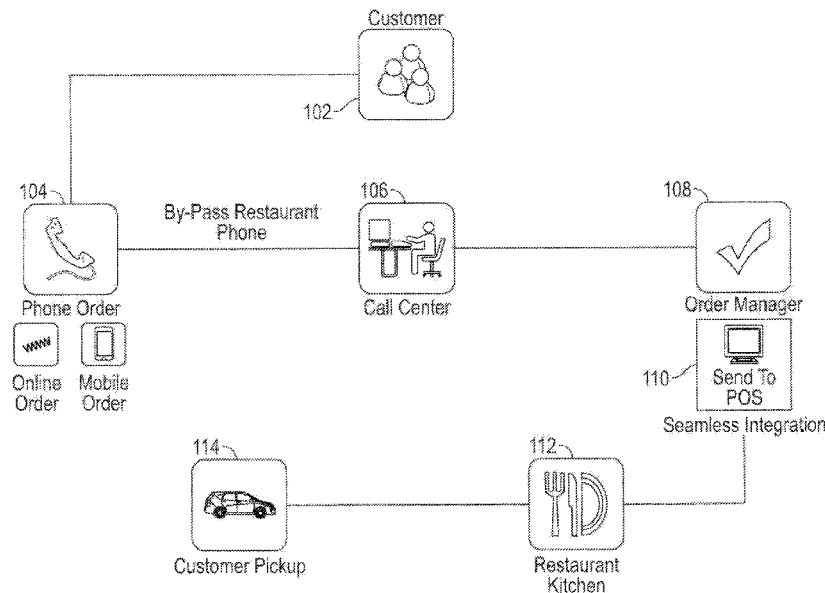 Customer
102
104
106
108
By-Pass Restaurant
Phone
Phone Order
Call Center
Order Manager
www
Online
Order
Mobile
Order
110
Send To
POS
Seamless Integration
114
112
Customer Pickup
Restaurant
Kitchen